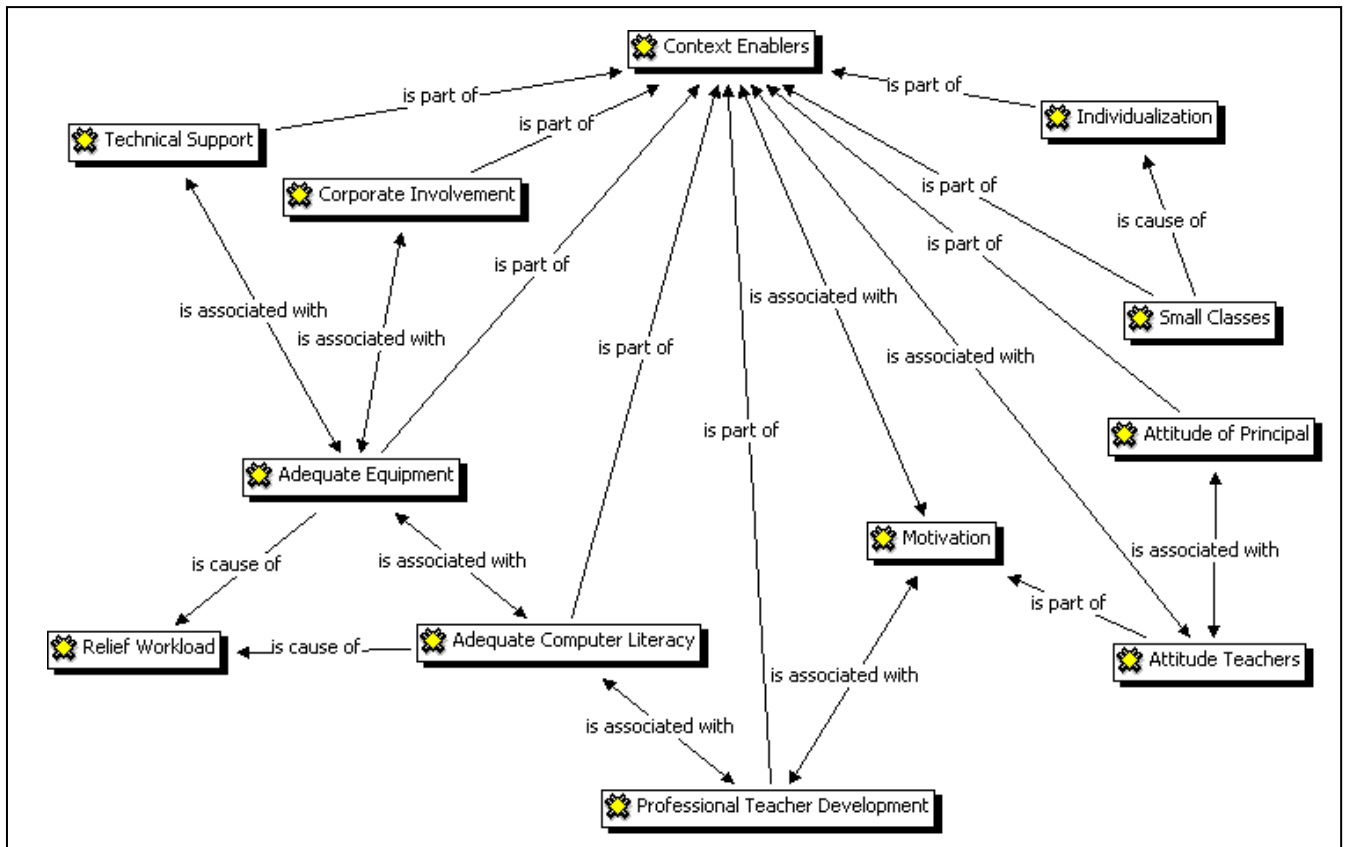 Context Enablers
is part of
is part of
Individualization
Technical Support
is part of
Corporate Involvement
is part of
is cause of
is part of
is part of
is associated with
is associated with
Small Classes
is associated with
is part of
is associated with
is part of
Attitude of Principal
Adequate Equipment
Motivation
is associated with
is cause of
is associated with
is part of
Relief Workload
is cause of
Adequate Computer Literacy
Attitude Teachers
is associated with
is associated with
Professional Teacher Development